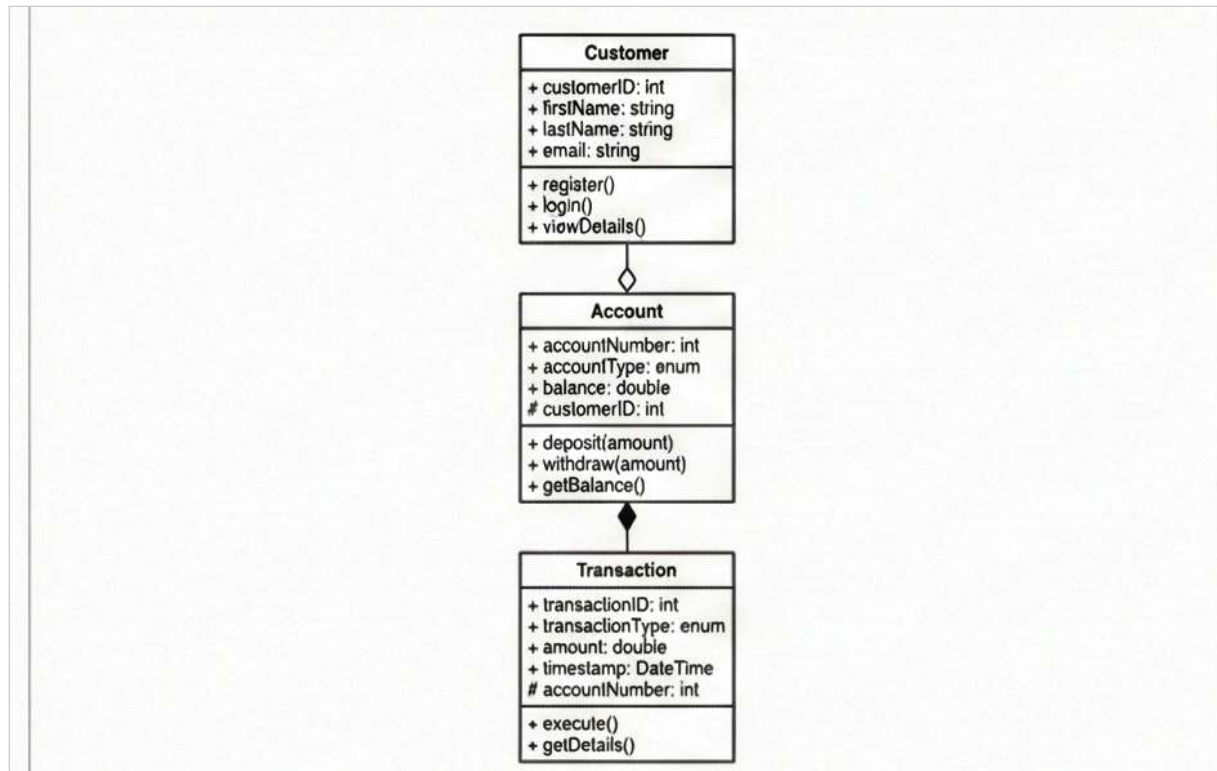 Customer
+ customerID: int
+ firstName: string
+ lastName: string
+ email: string
+ register()
+ login()
+ viewDetails()
Account
+ accountNumber: int
+ accountType: enum
+ balance: double
# customerID: int
+ deposit(amount)
+ withdraw(amount)
+ getBalance()
Transaction
+ transactionID: int
+ transactionType: enum
+ amount: double
+ timestamp: DateTime
# accountNumber: int
+ execute()
+ getDetails()